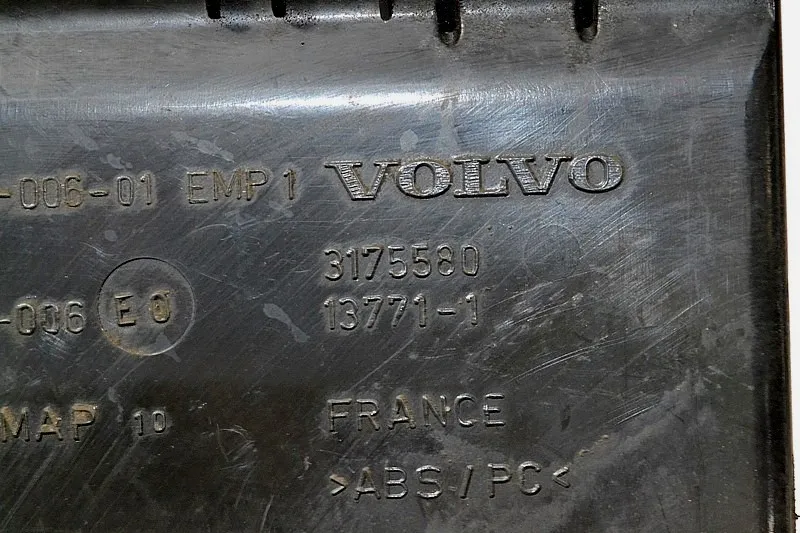 -006-01 EMP 1 VOLVO
3175580
-006 E0 13771-1
MAP 10 FRANCE
>ABS/PC<